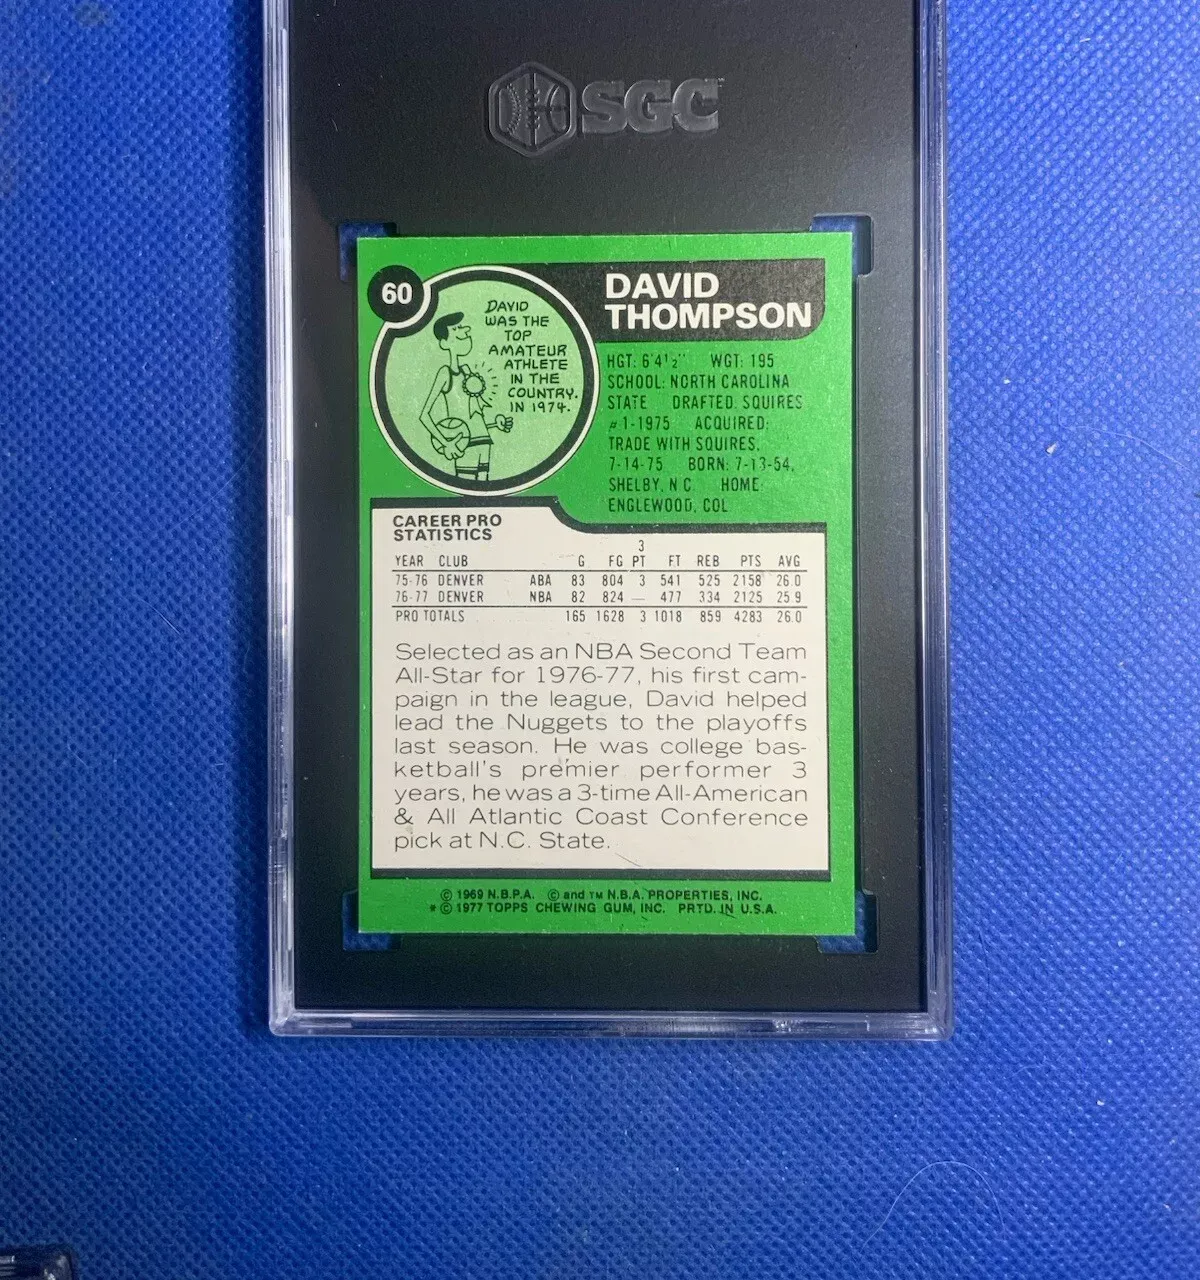 SGC
60
DAVID
WAS THE
TOP
AMATEUR
ATHLETE
IN THE
COUNTRY.
IN 1974.
DAVID
THOMPSON
HGT: 6'4½" WGT: 195
SCHOOL: NORTH CAROLINA
STATE DRAFTED: SQUIRES
#1-1975 ACQUIRED:
TRADE WITH SQUIRES,
7-14-75 BORN: 7-13-54,
SHELBY, N.C. HOME:
ENGLEWOOD, COL.
CAREER PRO
STATISTICS
YEAR CLUB G FG 3 PT FT REB PTS AVG
75-76 DENVER ABA 83 804 3 541 525 2158 26.0
76-77 DENVER NBA 82 824 — 477 334 2125 25.9
PRO TOTALS 165 1628 3 1018 859 4283 26.0
Selected as an NBA Second Team
All-Star for 1976-77, his first cam-
paign in the league, David helped
lead the Nuggets to the playoffs
last season. He was college bas-
ketball's premier performer 3
years, he was a 3-time All-American
& All Atlantic Coast Conference
pick at N.C. State.
© 1969 N.B.P.A. © and TM N.B.A. PROPERTIES, INC.
* © 1977 TOPPS CHEWING GUM, INC. PRTD. IN U.S.A.